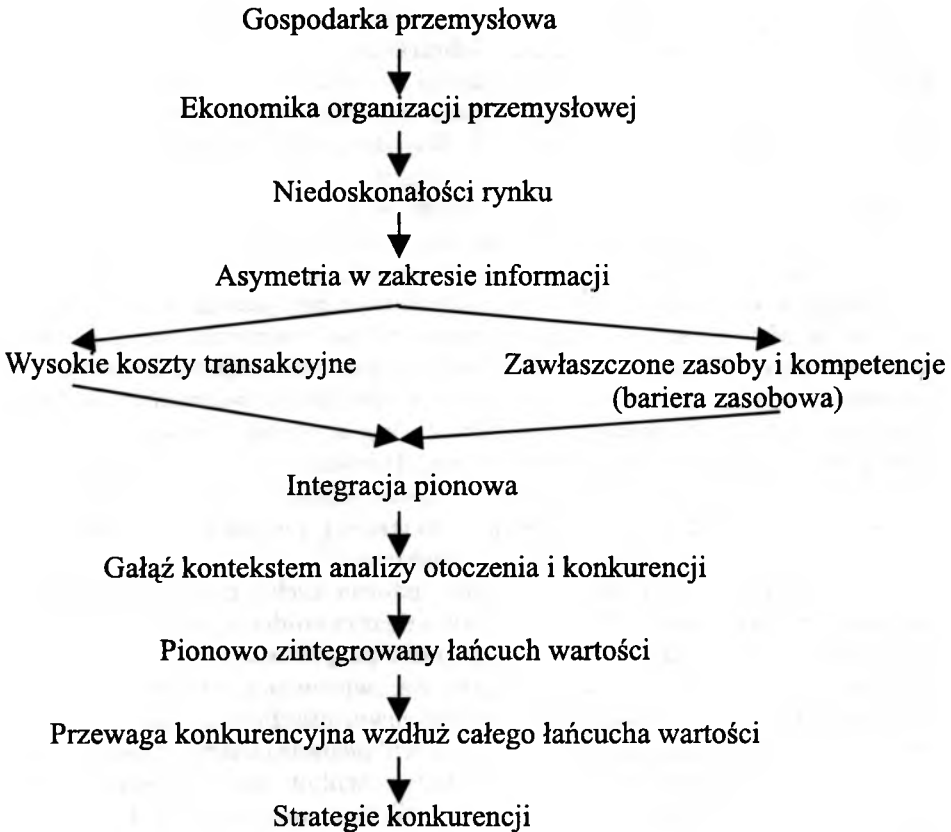 Gospodarka przemysłowa
Ekonomika organizacji przemysłowej
Niedoskonałości rynku
Asymetria w zakresie informacji
Wysokie koszty transakcyjne
Zawłaszczone zasoby i kompetencje
(bariera zasobowa)
Integracja pionowa
Gałąź kontekstem analizy otoczenia i konkurencji
Pionowo zintegrowany łańcuch wartości
Przewaga konkurencyjna wzdłuż całego łańcucha wartości
Strategie konkurencji